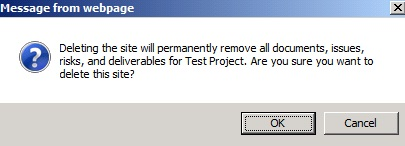 Message from webpage
Deleting the site will permanently remove all documents, issues,
risks, and deliverables for Test Project. Are you sure you want to
delete this site?
OK
Cancel